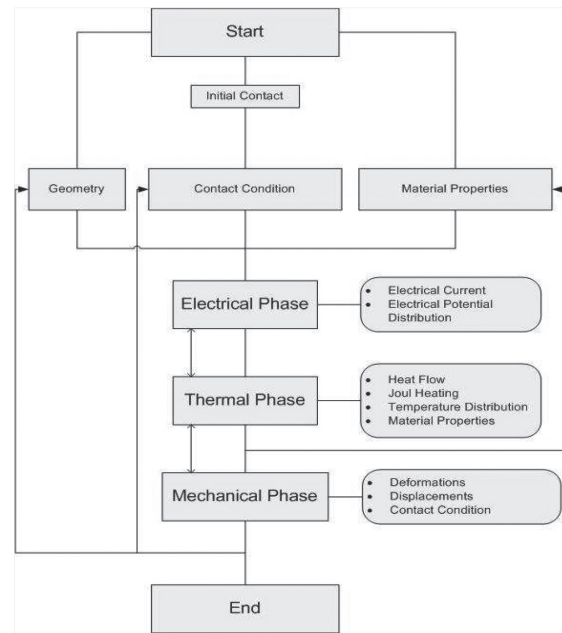 Start
Initial Contact
Geometry
Contact Condition
Material Properties
Electrical Phase
Electrical Current
Electrical Potential
Distribution
Thermal Phase
Heat Flow
Joul Heating
Temperature Distribution
Material Properties
Mechanical Phase
Deformations
Displacements
Contact Condition
End